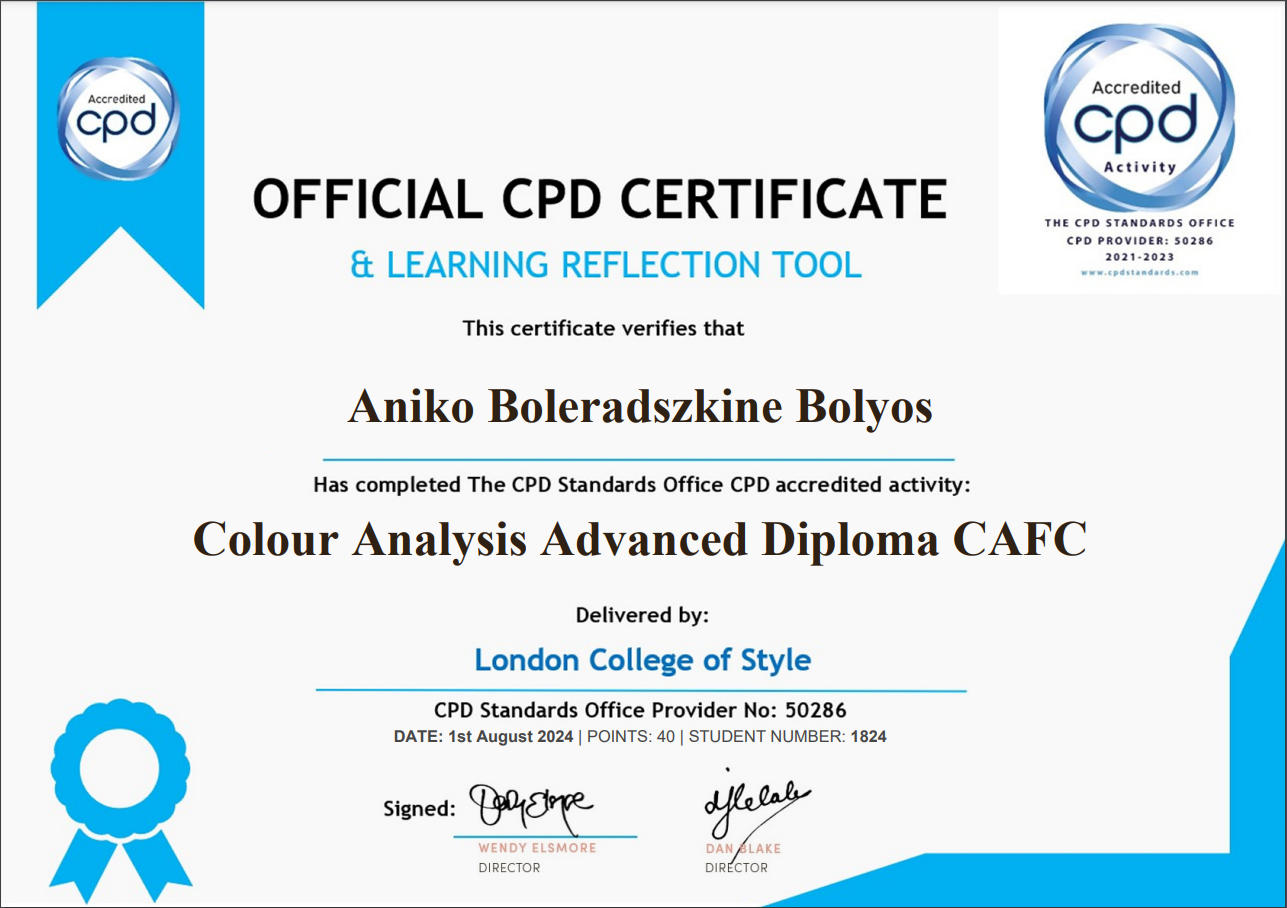 Accredited
cpd
Accredited
cpd
Activity
THE CPD STANDARDS OFFICE
CPD PROVIDER: 50286
2021-2023
www.cpdstandards.com
OFFICIAL CPD CERTIFICATE
& LEARNING REFLECTION TOOL
This certificate verifies that
Aniko Boleradszkine Bolyos
Has completed The CPD Standards Office CPD accredited activity:
Colour Analysis Advanced Diploma CAFC
Delivered by:
London College of Style
CPD Standards Office Provider No: 50286
DATE: 1st August 2024 | POINTS: 40 | STUDENT NUMBER: 1824
Signed:
WENDY ELSMORE
DIRECTOR
DAN BLAKE
DIRECTOR